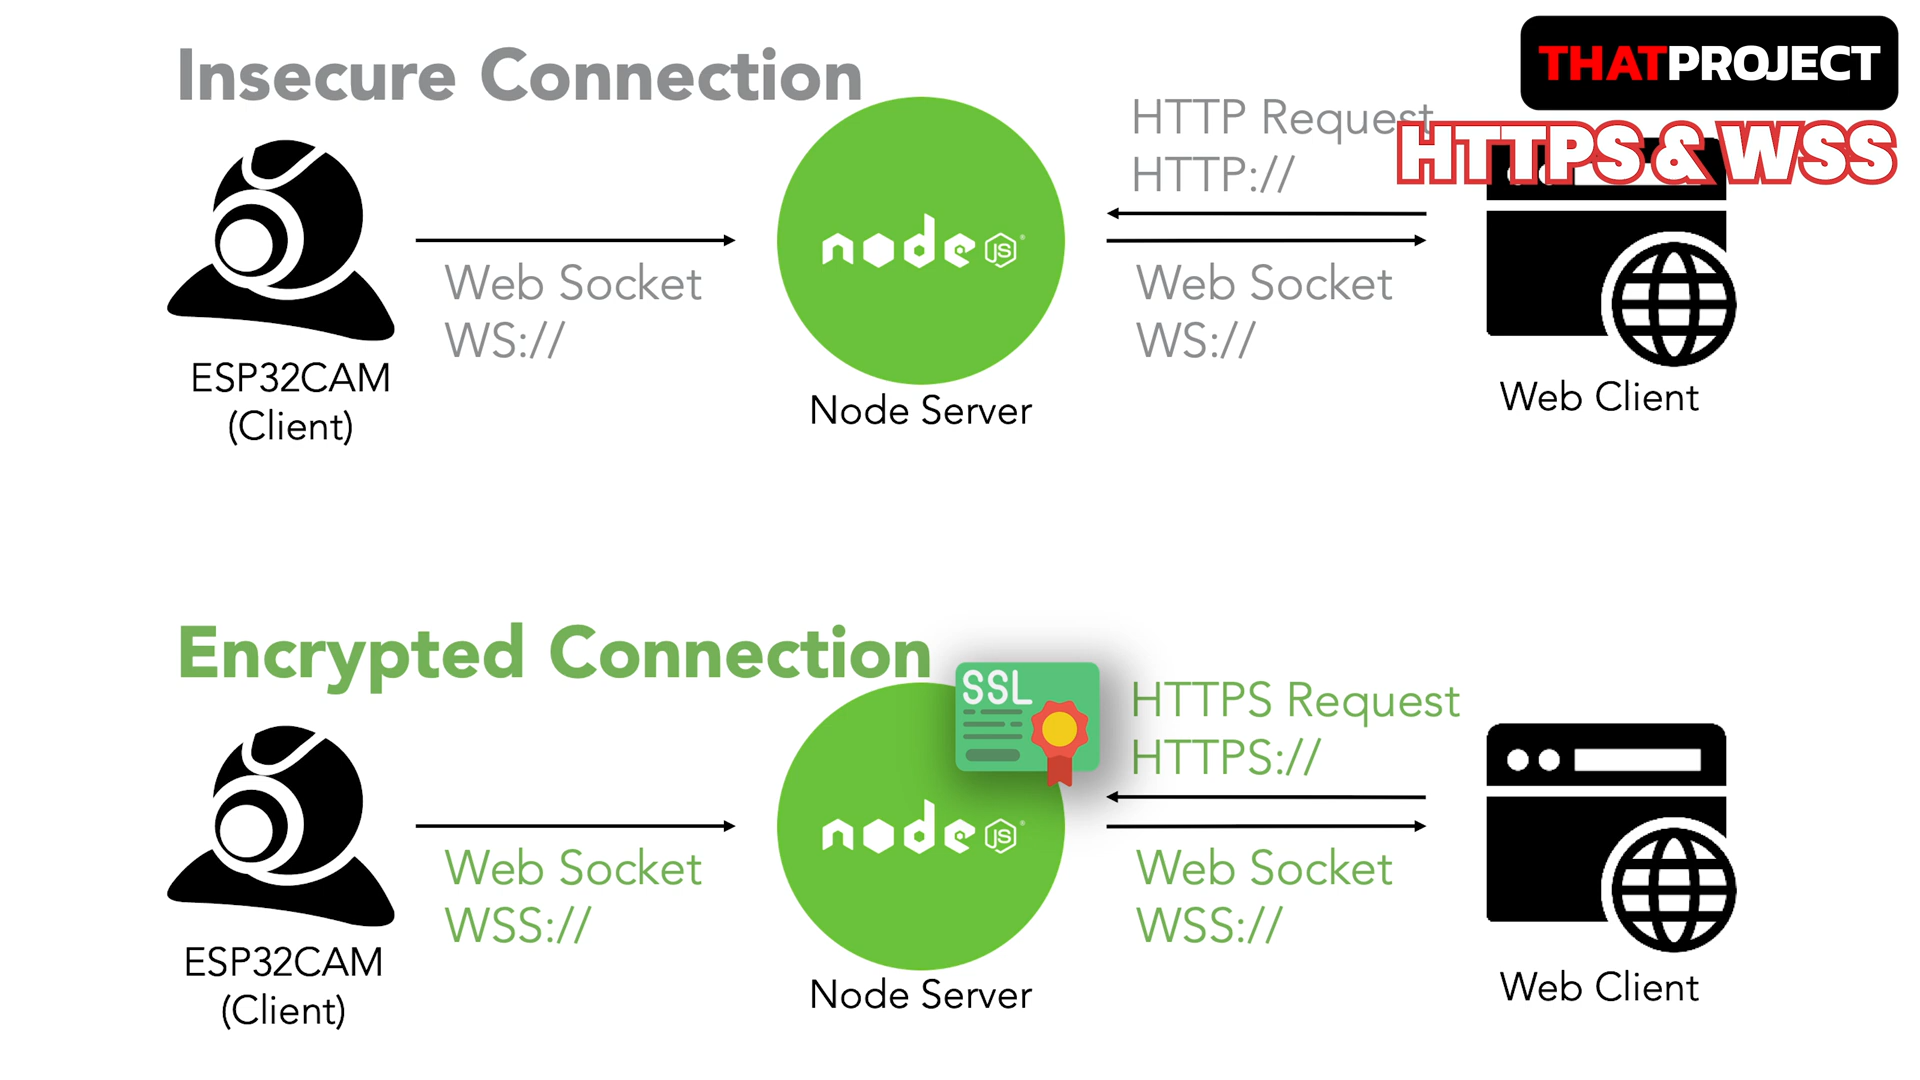 Insecure Connection
THATPROJECT
HTTPS & WSS
HTTP Request
HTTP://
node JS
Web Socket
WS://
Web Socket
WS://
ESP32CAM
(Client)
Node Server
Web Client
Encrypted Connection
SSL
HTTPS Request
HTTPS://
node JS
Web Socket
WSS://
Web Socket
WSS://
ESP32CAM
(Client)
Node Server
Web Client